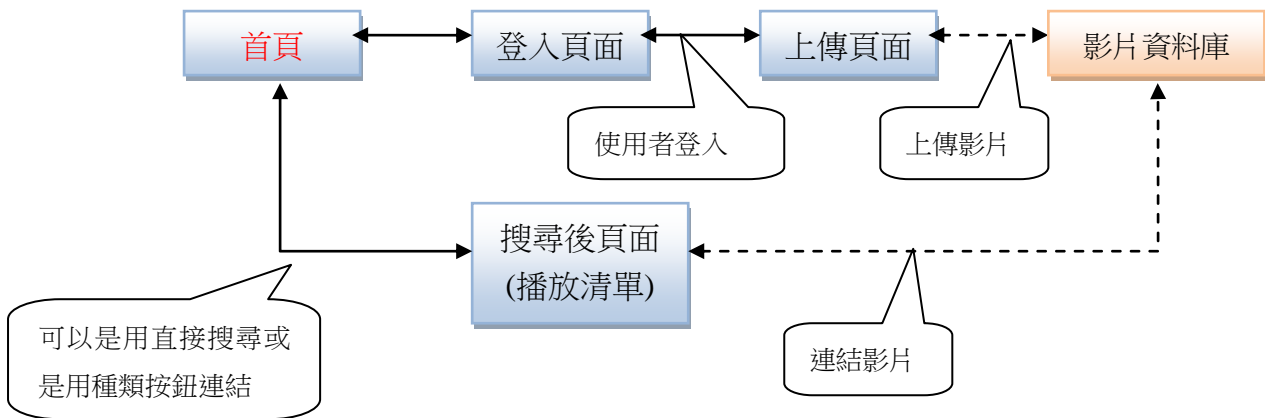 首頁
登入頁面
上傳頁面
影片資料庫
使用者登入
上傳影片
搜尋後頁面
(播放清單)
可以是用直接搜尋或
是用種類按鈕連結
連結影片